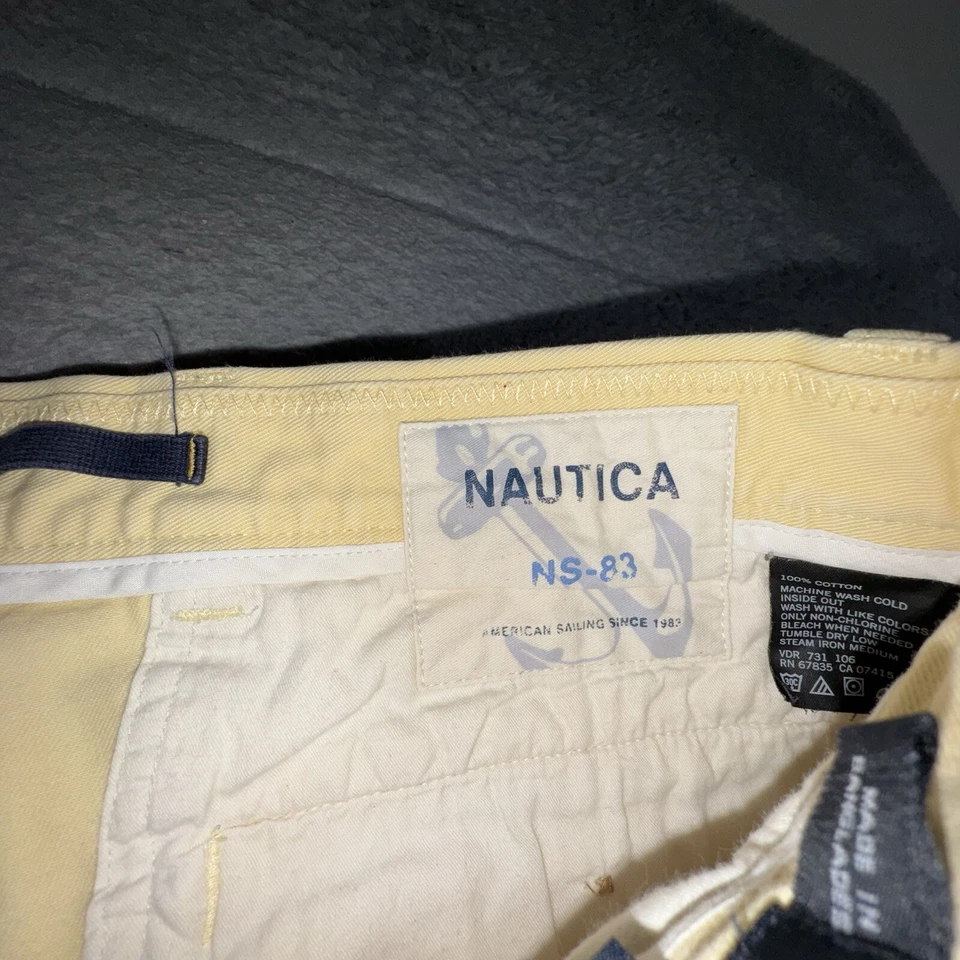 NAUTICA
NS-83
AMERICAN SAILING SINCE 1983
100% COTTON
MACHINE WASH COLD
INSIDE OUT
WASH WITH LIKE COLORS
ONLY NON-CHLORINE
BLEACH WHEN NEEDED
TUMBLE DRY LOW
STEAM IRON MEDIUM
VDR 731 106
RN 67835 CA 07415
30C
MADE IN
BANGLADESH